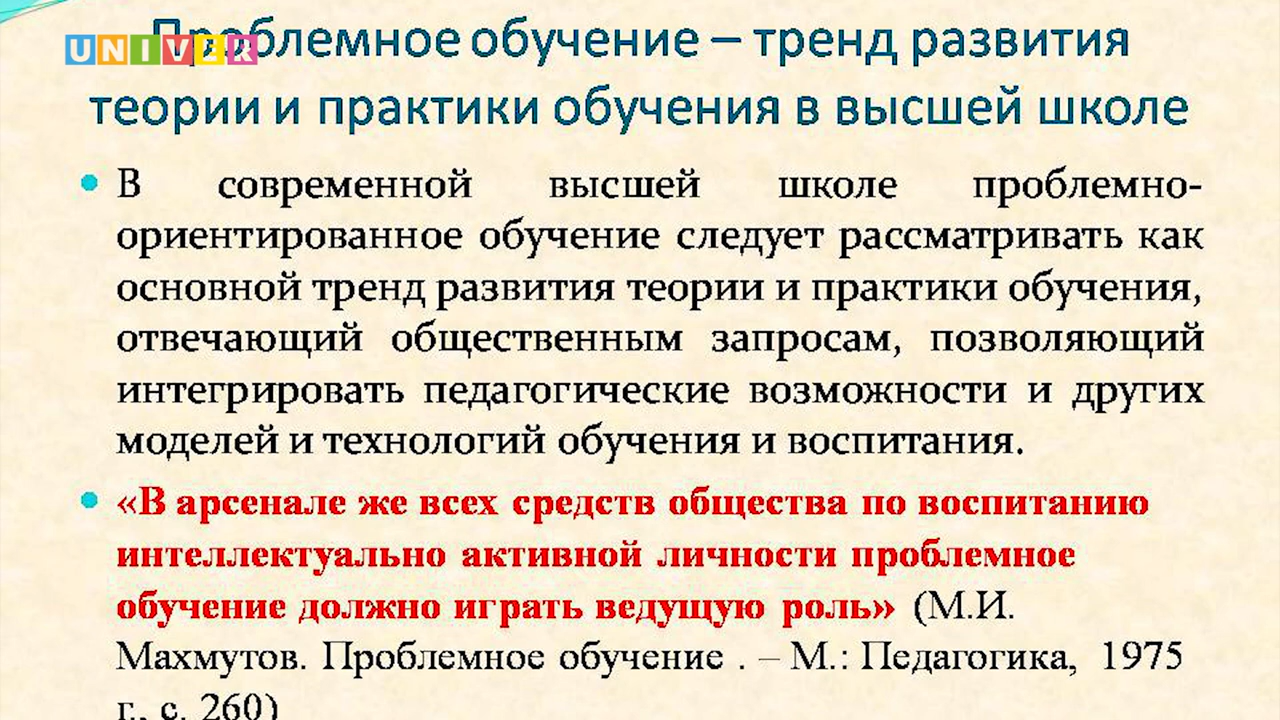 UNIVER
Проблемное обучение – тренд развития
теории и практики обучения в высшей школе
В современной высшей школе проблемно-
ориентированное обучение следует рассматривать как
основной тренд развития теории и практики обучения,
отвечающий общественным запросам, позволяющий
интегрировать педагогические возможности и других
моделей и технологий обучения и воспитания.
«В арсенале же всех средств общества по воспитанию
интеллектуально активной личности проблемное
обучение должно играть ведущую роль» (М.И.
Махмутов. Проблемное обучение . – М.: Педагогика, 1975
г., с. 260)